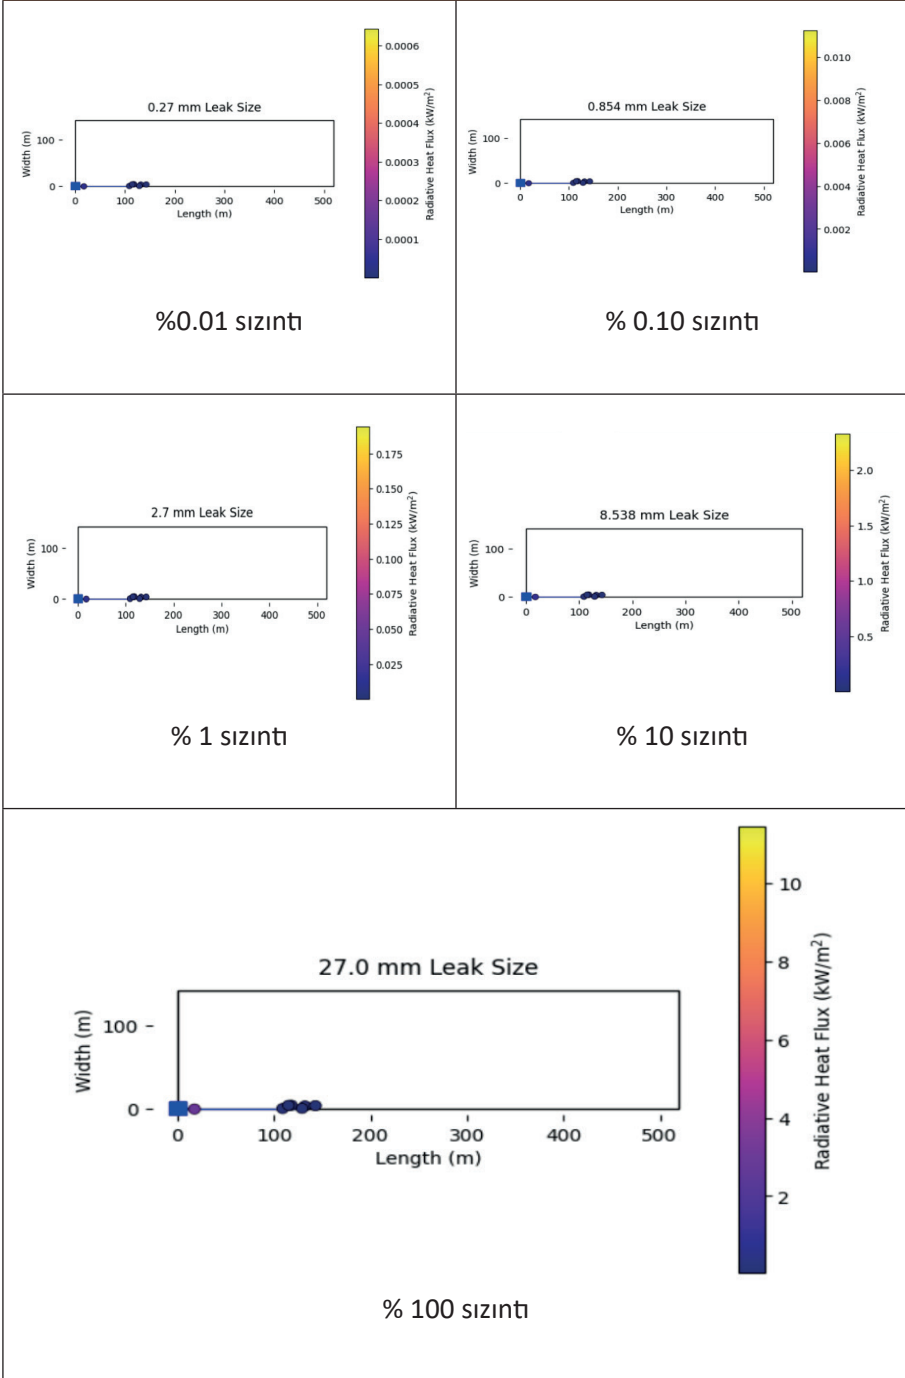 0.27 mm Leak Size
Width (m)
100
0
0 100 200 300 400 500
Length (m)
0.0006
0.0005
0.0004
0.0003
0.0002
0.0001
Radiative Heat Flux (kW/m²)
%0.01 sızıntı
0.854 mm Leak Size
Width (m)
100
0
0 100 200 300 400 500
Length (m)
0.010
0.008
0.006
0.004
0.002
Radiative Heat Flux (kW/m²)
% 0.10 sızıntı
2.7 mm Leak Size
Width (m)
100
0
0 100 200 300 400 500
Length (m)
0.175
0.150
0.125
0.100
0.075
0.050
0.025
Radiative Heat Flux (kW/m²)
% 1 sızıntı
8.538 mm Leak Size
Width (m)
100
0
0 100 200 300 400 500
Length (m)
2.0
1.5
1.0
0.5
Radiative Heat Flux (kW/m²)
% 10 sızıntı
27.0 mm Leak Size
Width (m)
100
0
0 100 200 300 400 500
Length (m)
10
8
6
4
2
Radiative Heat Flux (kW/m²)
% 100 sızıntı